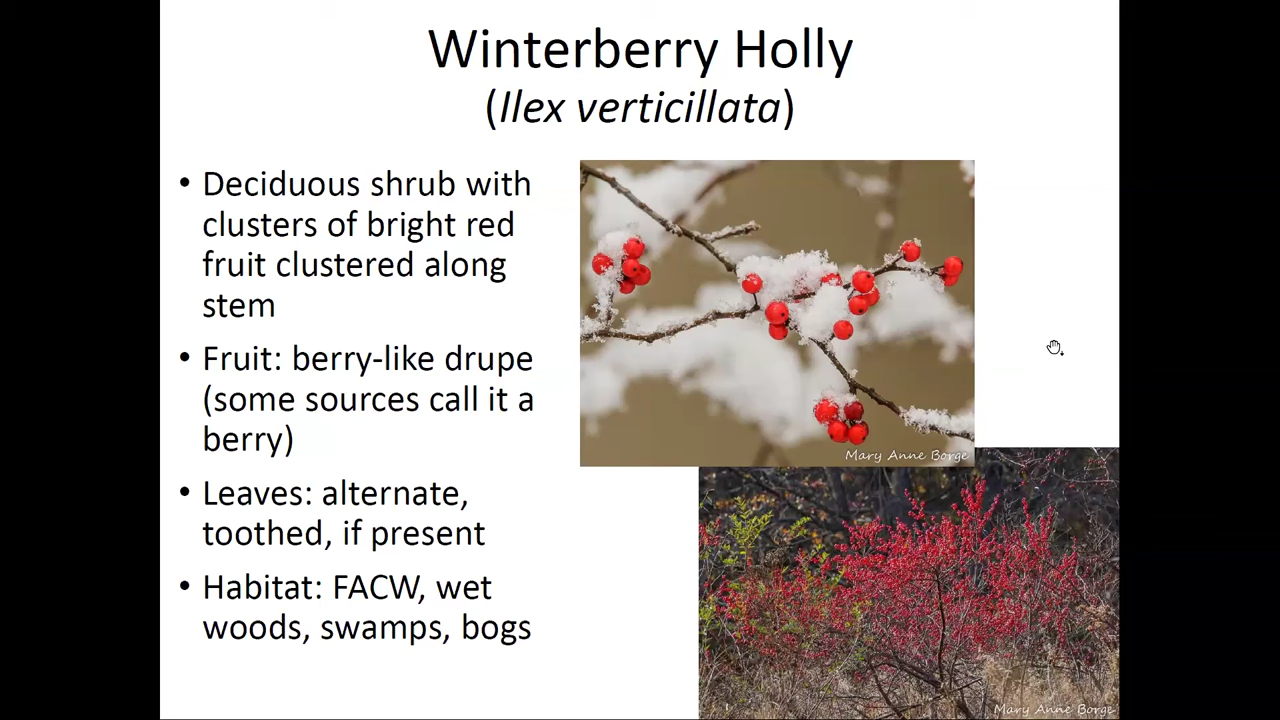 Winterberry Holly
(Ilex verticillata)
• Deciduous shrub with
clusters of bright red
fruit clustered along
stem
• Fruit: berry-like drupe
(some sources call it a
berry)
• Leaves: alternate,
toothed, if present
• Habitat: FACW, wet
woods, swamps, bogs
Mary Anne Borge
Mary Anne Borge